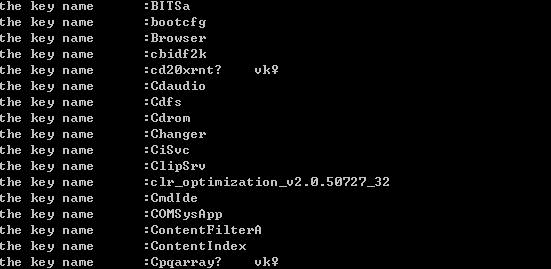 the key name      :BITSa
the key name      :bootcfg
the key name      :Browser
the key name      :cbidf2k
the key name      :cd20xrnt?    vk♀
the key name      :Cdaudio
the key name      :Cdfs
the key name      :Cdrom
the key name      :Changer
the key name      :CiSvc
the key name      :ClipSrv
the key name      :clr_optimization_v2.0.50727_32
the key name      :CmdIde
the key name      :COMSysApp
the key name      :ContentFilterA
the key name      :ContentIndex
the key name      :Cpqarray?    vk♀